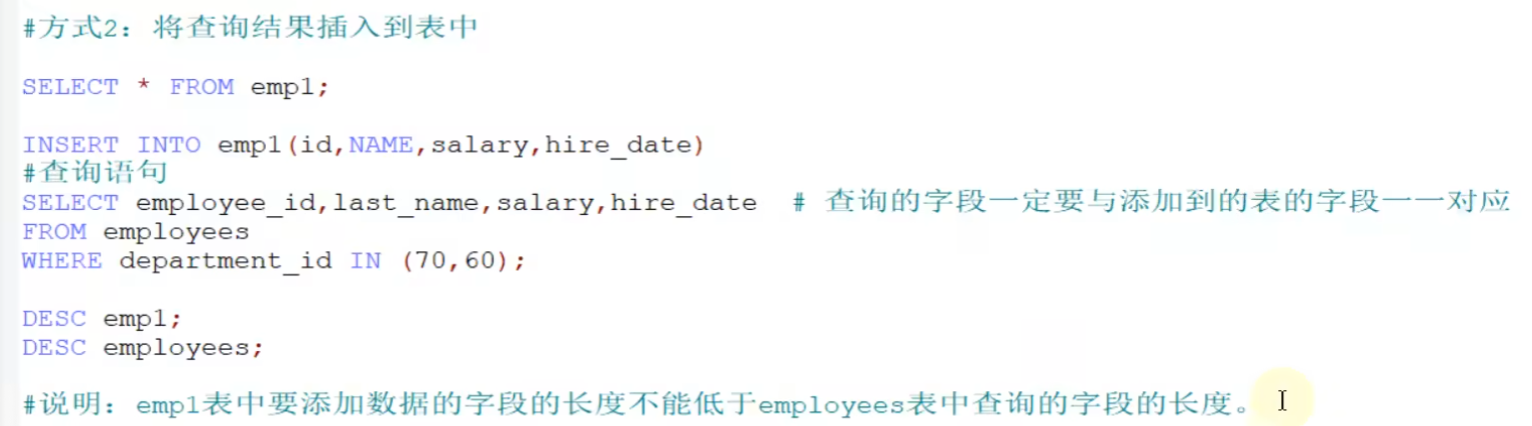 #方式2：将查询结果插入到表中
SELECT * FROM emp1;
INSERT INTO emp1(id,NAME,salary,hire_date)
#查询语句
SELECT employee_id,last_name,salary,hire_date  # 查询的字段一定要与添加到的表的字段一一对应
FROM employees
WHERE department_id IN (70,60);
DESC emp1;
DESC employees;
#说明：emp1表中要添加数据的字段的长度不能低于employees表中查询的字段的长度。